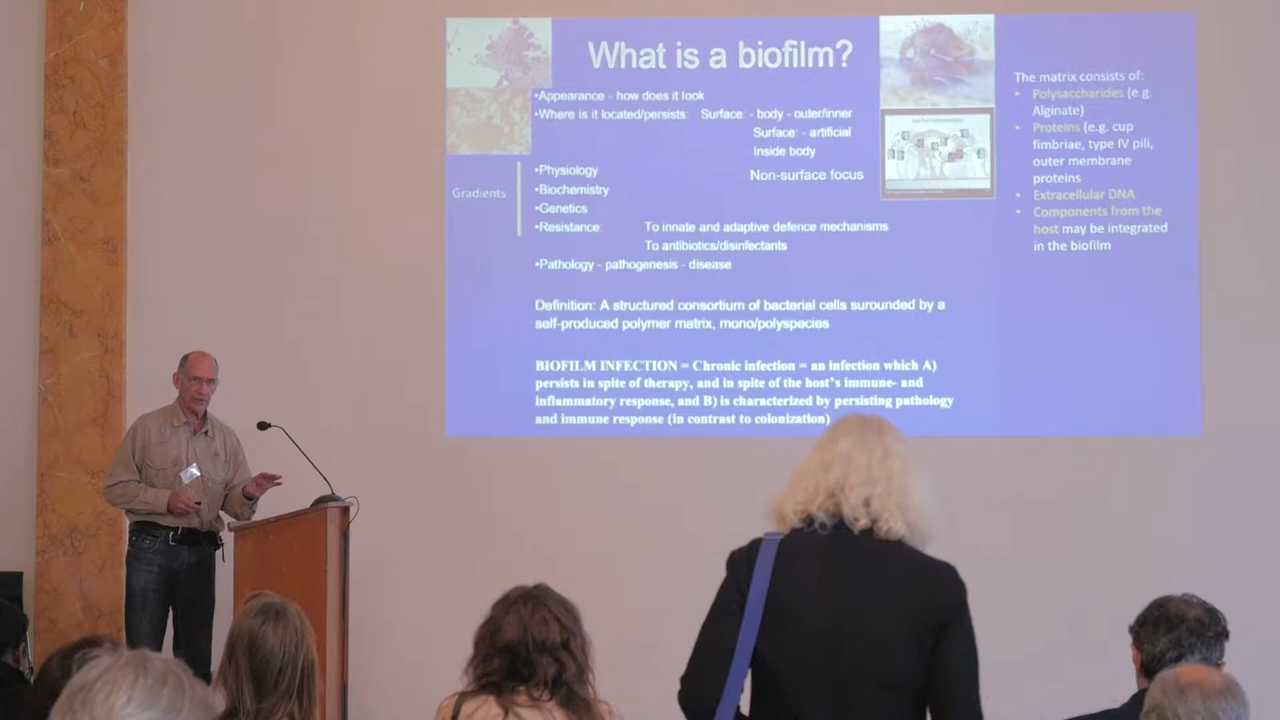 What is a biofilm?
•Appearance - how does it look
•Where is it located/persists: Surface: - body - outer/inner
Surface: - artificial
Inside body
Non-surface focus
Gradients
•Physiology
•Biochemistry
•Genetics
•Resistance: To innate and adaptive defence mechanisms
To antibiotics/disinfectants
•Pathology - pathogenesis - disease
Definition: A structured consortium of bacterial cells surounded by a
self-produced polymer matrix, mono/polyspecies
BIOFILM INFECTION = Chronic infection = an infection which A)
persists in spite of therapy, and in spite of the host's immune- and
inflammatory response, and B) is characterized by persisting pathology
and immune response (in contrast to colonization)
The matrix consists of:
• Polysaccharides (e.g.
Alginate)
• Proteins (e.g. cup
fimbriae, type IV pili,
outer membrane
proteins
• Extracellular DNA
• Components from the
host may be integrated
in the biofilm